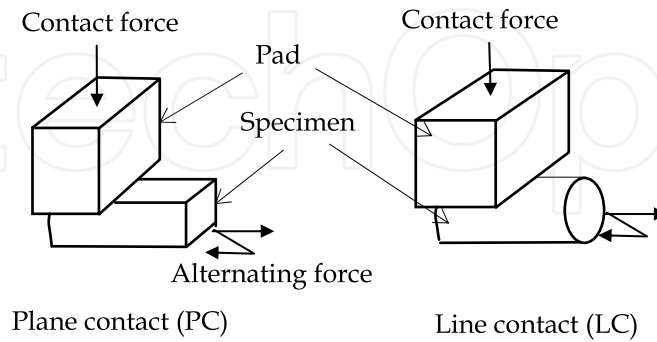 Contact force
Contact force
Pad
Specimen
Alternating force
Plane contact (PC)
Line contact (LC)